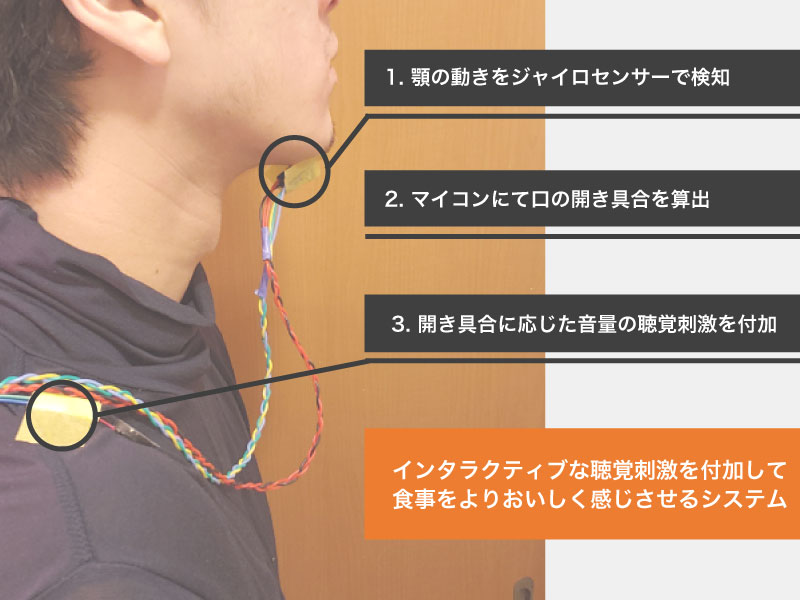 1. 顎の動きをジャイロセンサーで検知
2. マイコンにて口の開き具合を算出
3. 開き具合に応じた音量の聴覚刺激を付加
インタラクティブな聴覚刺激を付加して
食事をよりおいしく感じさせるシステム